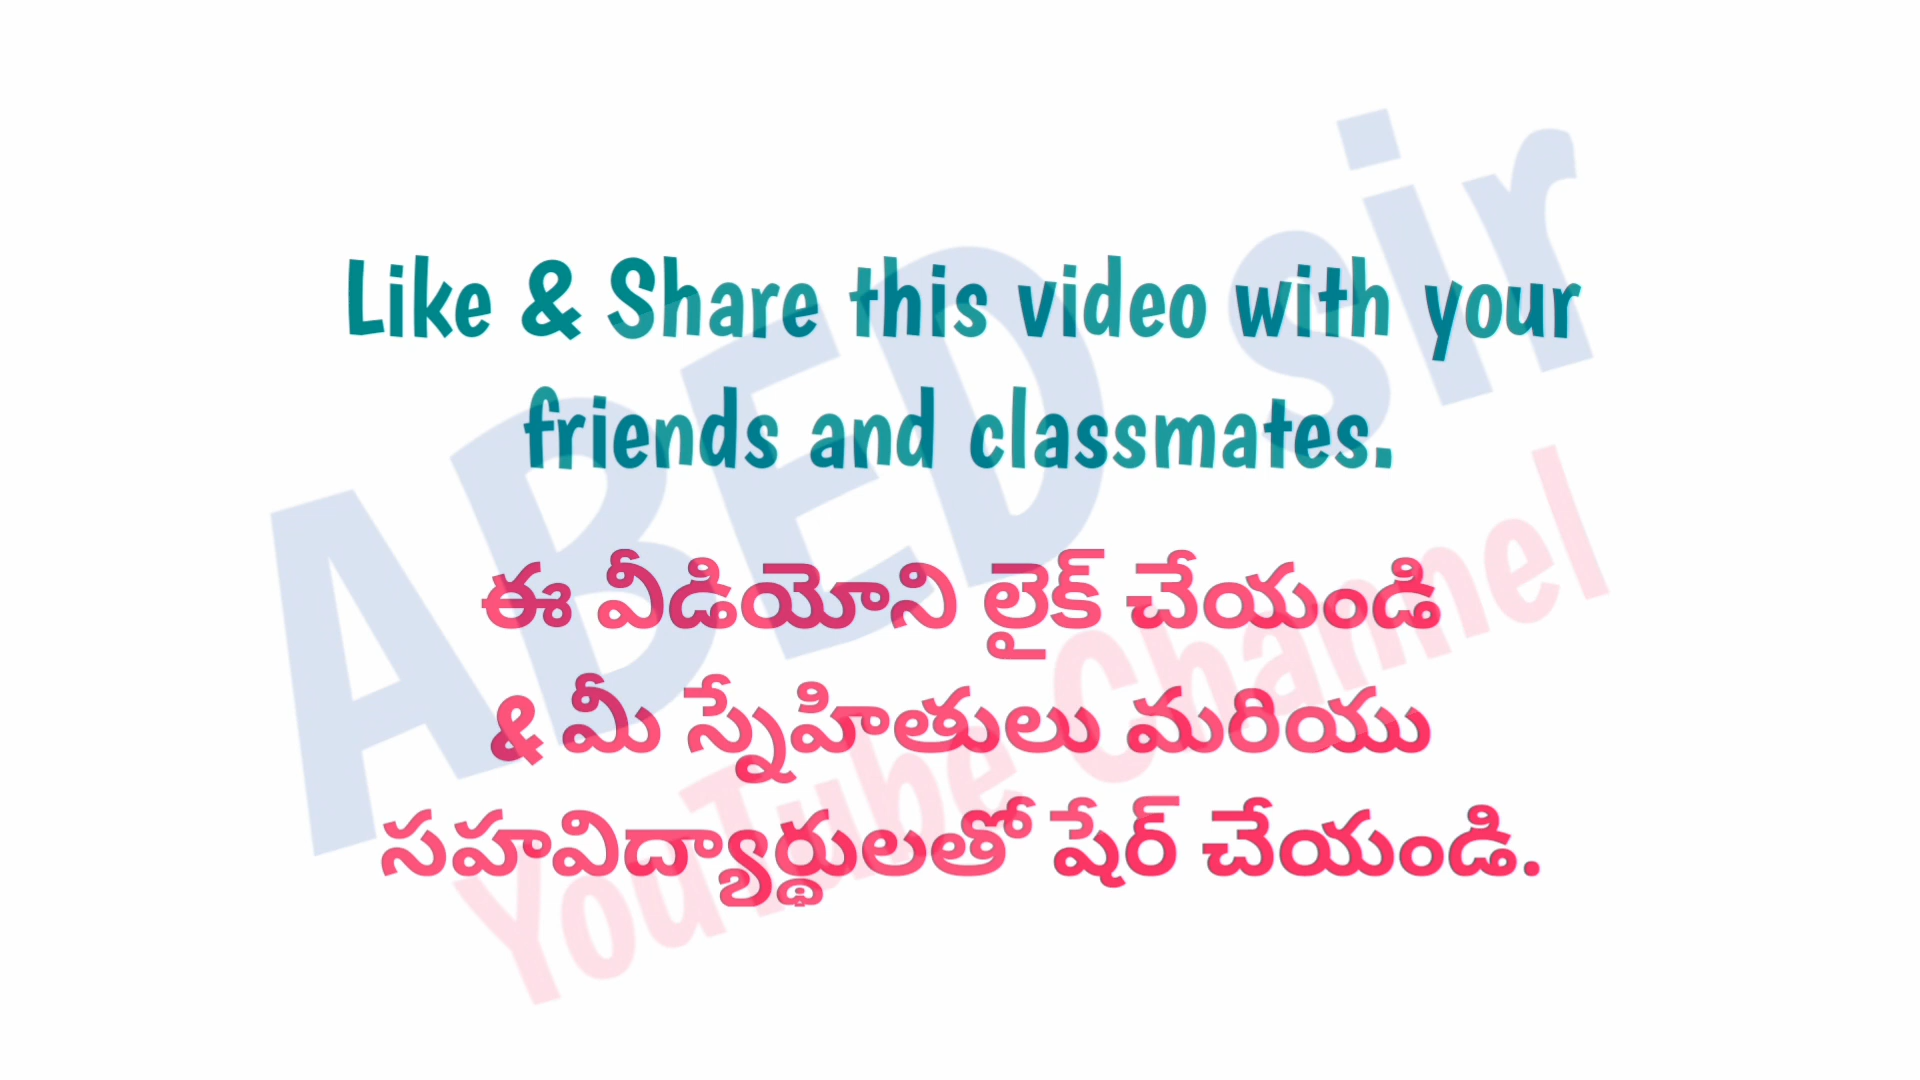 Like & Share this video with your
friends and classmates.
ఈ వీడియోని లైక్ చేయండి
& మీ స్నేహితులు మరియు
సహవిద్యార్థులతో షేర్ చేయండి.
ABED sir
YouTube Channel